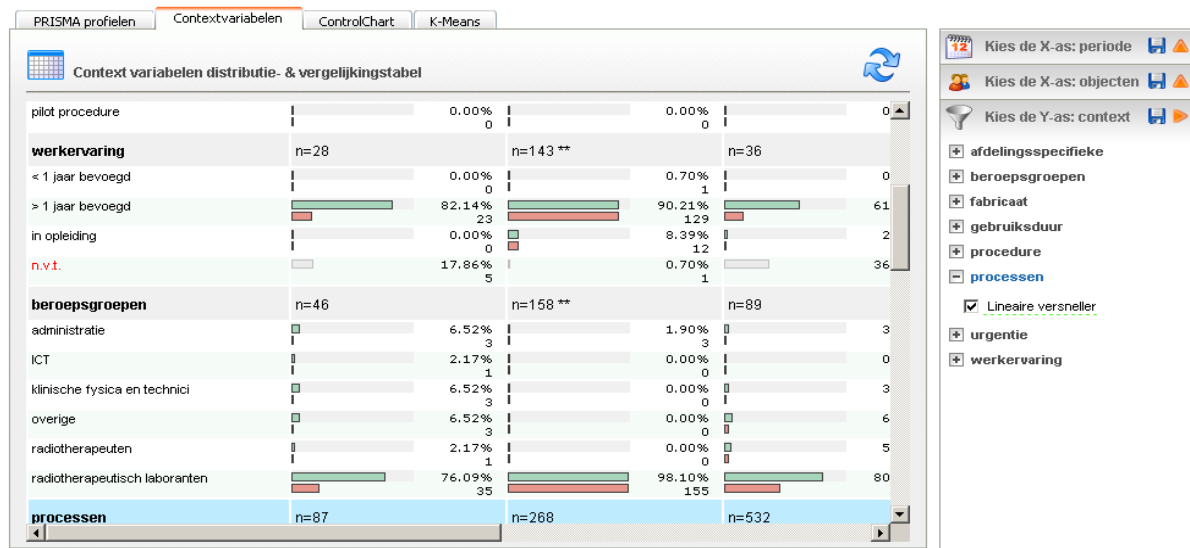 PRISMA profielen Contextvariabelen ControlChart K-Means
Context variabelen distributie- & vergelijkingstabel
pilot procedure 0.00% 0.00% 0
0 0
werkervaring n=28 n=143 ** n=36
< 1 jaar bevoegd 0.00% 0.70% 0
0 1
> 1 jaar bevoegd 82.14% 90.21% 61
23 129
in opleiding 0.00% 8.39% 2
0 12
n.v.t. 17.86% 0.70% 36
5 1
beroepsgroepen n=46 n=158 ** n=89
administratie 6.52% 1.90% 3
3 3
ICT 2.17% 0.00% 0
1 0
klinische fysica en technici 6.52% 0.00% 3
3 0
overige 6.52% 0.00% 6
3 0
radiotherapeuten 2.17% 0.00% 5
1 0
radiotherapeutisch laboranten 76.09% 98.10% 80
35 155
processen n=87 n=268 n=532
12 Kies de X-as: periode
Kies de X-as: objecten
Kies de Y-as: context
afdelingsspecifieke
beroepsgroepen
fabricaat
gebruiksduur
procedure
processen
Lineaire versneller
urgentie
werkervaring